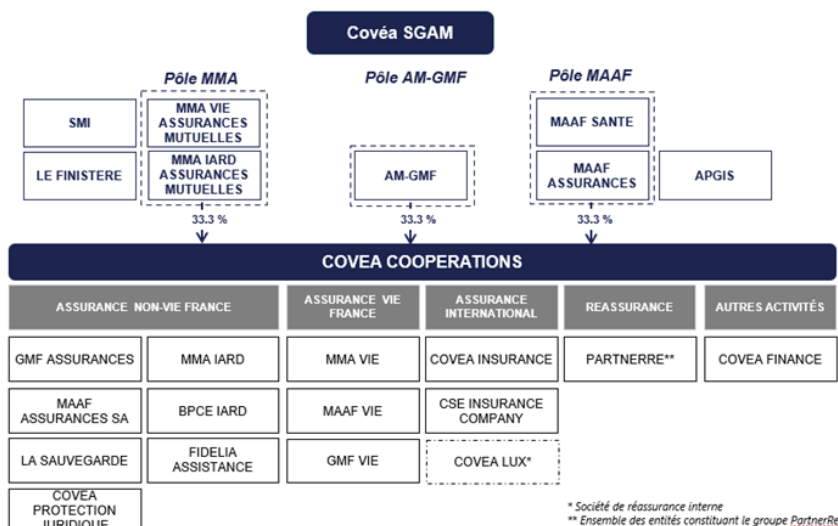 Covéa SGAM
Pôle MMA
Pôle AM-GMF
Pôle MAAF
SMI
MMA VIE
ASSURANCES
MUTUELLES
MAAF SANTE
LE FINISTERE
MMA IARD
ASSURANCES
MUTUELLES
AM-GMF
MAAF
ASSURANCES
APGIS
33.3 %
33.3 %
33.3 %
COVEA COOPERATIONS
ASSURANCE NON-VIE FRANCE
ASSURANCE VIE
FRANCE
ASSURANCE
INTERNATIONAL
REASSURANCE
AUTRES ACTIVITÉS
GMF ASSURANCES
MMA IARD
MMA VIE
COVEA INSURANCE
PARTNERRE**
COVEA FINANCE
MAAF
ASSURANCES SA
BPCE IARD
MAAF VIE
CSE INSURANCE
COMPANY
LA SAUVEGARDE
FIDELIA
ASSISTANCE
GMF VIE
COVEA LUX*
COVEA
PROTECTION
JURIDIQUE
* Société de réassurance interne
** Ensemble des entités constituant le groupe PartnerRe